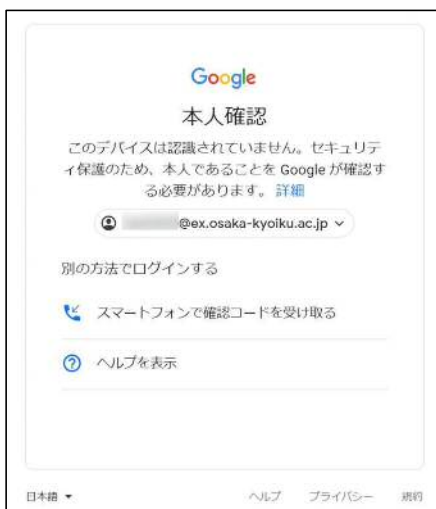 Google
本人確認
このデバイスは認識されていません。セキュリテ
ィ保護のため、本人であることを Google が確認す
る必要があります。 詳細
@ex.osaka-kyoiku.ac.jp
別の方法でログインする
スマートフォンで確認コードを受け取る
ヘルプを表示
日本語
ヘルプ プライバシー 規約